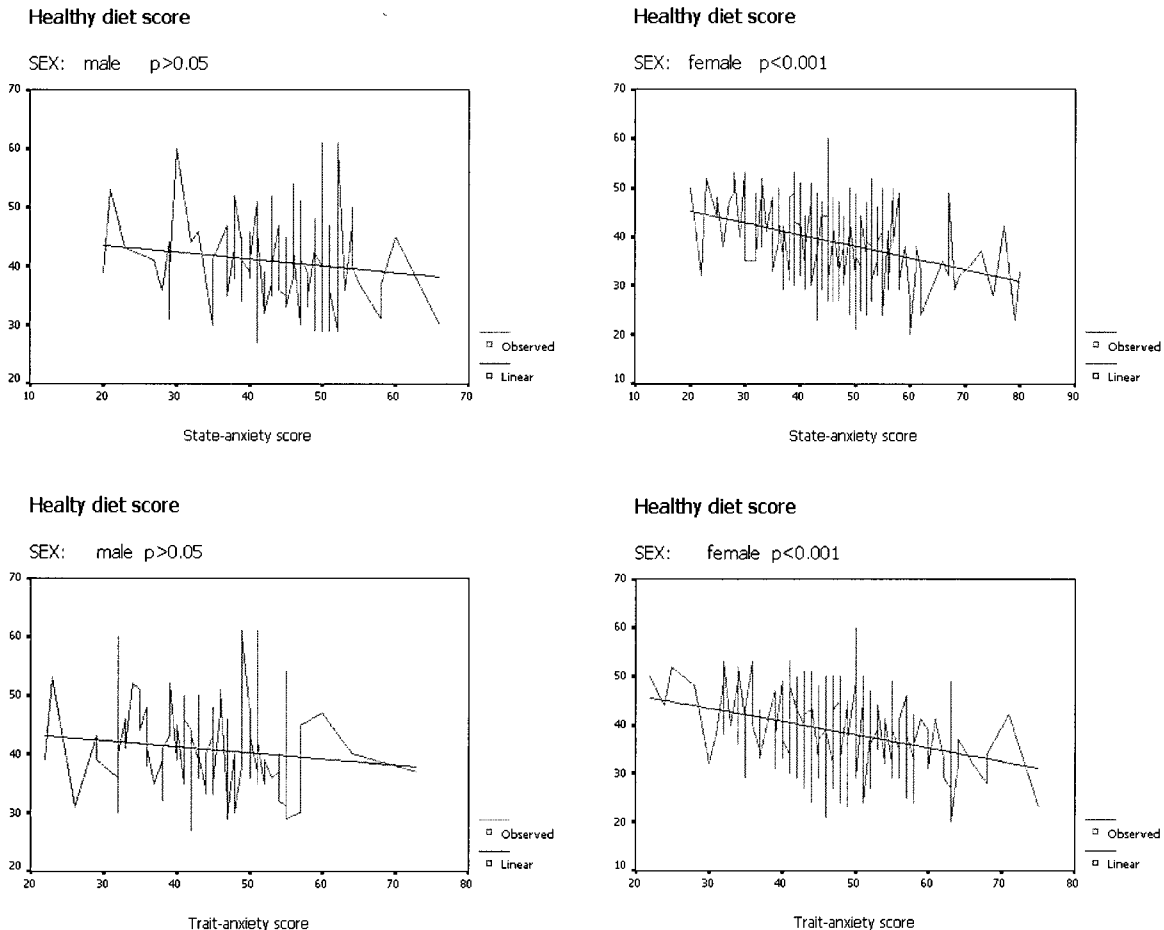 Healthy diet score
SEX: male p>0.05
70
60
50
40
30
20
10 20 30 40 50 60 70
State-anxiety score
Observed
Linear
Healthy diet score
SEX: female p<0.001
70
60
50
40
30
20
10
10 20 30 40 50 60 70 80 90
State-anxiety score
Observed
Linear
Healty diet score
SEX: male p>0.05
70
60
50
40
30
20
20 30 40 50 60 70 80
Trait-anxiety score
Observed
Linear
Healthy diet score
SEX: female p<0.001
70
60
50
40
30
20
10
20 30 40 50 60 70 80
Trait-anxiety score
Observed
Linear